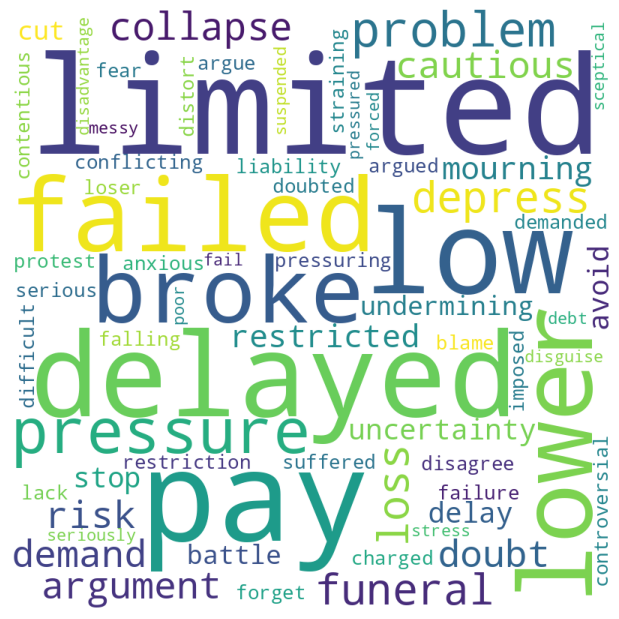 cut
collapse
problem
sceptical
contentious
disadvantage
fear
distort
argue
suspended
straining
pressured
forced
cautious
limited
messy
conflicting
liability
argued
mourning
loser
doubted
depress
failed
low
demanded
protest
anxious
fail
pressuring
avoid
serious
broke
poor
undermining
debt
difficult
falling
restricted
blame
imposed
disguise
delayed
lower
pressure
uncertainty
stop
restriction
suffered
loss
disagree
controversial
lack
pay
failure
risk
delay
seriously
stress
demand
battle
charged
doubt
argument
forget
funeral